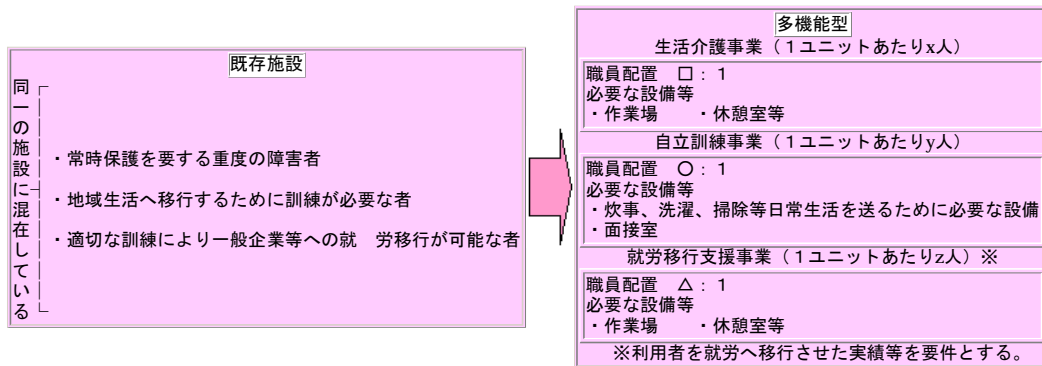 既存施設
同一の施設に混在している
・常時保護を要する重度の障害者
・地域生活へ移行するために訓練が必要な者
・適切な訓練により一般企業等への就　労移行が可能な者
多機能型
生活介護事業（１ユニットあたりx人）
職員配置　□：１
必要な設備等
・作業場　　・休憩室等
自立訓練事業（１ユニットあたりy人）
職員配置　○：１
必要な設備等
・炊事、洗濯、掃除等日常生活を送るために必要な設備
・面接室
就労移行支援事業（１ユニットあたりz人）※
職員配置　△：１
必要な設備等
・作業場　　・休憩室等
※利用者を就労へ移行させた実績等を要件とする。